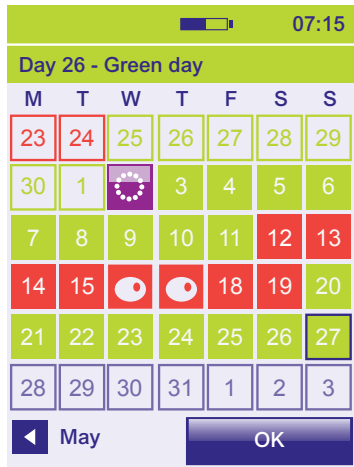 07:15
Day 26 - Green day
M T W T F S S
23 24 25 26 27 28 29
30 1 3 4 5 6
7 8 9 10 11 12 13
14 15 18 19 20
21 22 23 24 25 26 27
28 29 30 31 1 2 3
May OK